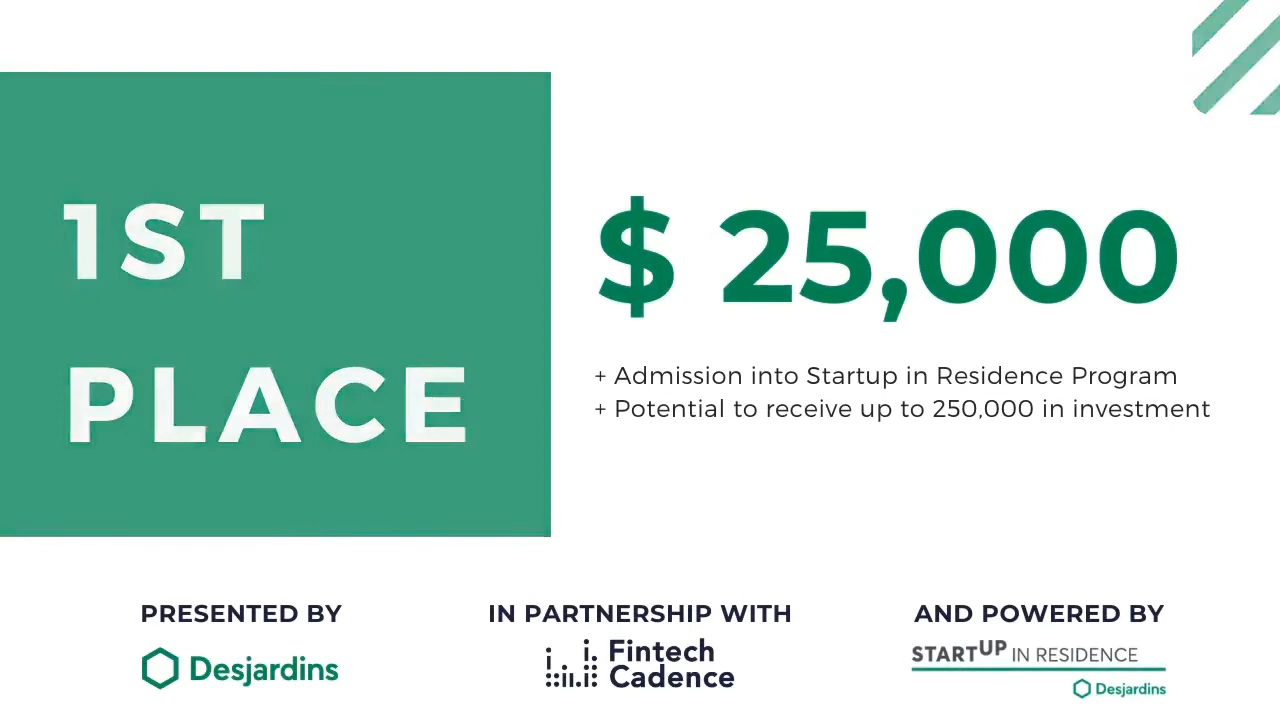 1ST
PLACE
$ 25,000
+ Admission into Startup in Residence Program
+ Potential to receive up to 250,000 in investment
PRESENTED BY
Desjardins
IN PARTNERSHIP WITH
Fintech
Cadence
AND POWERED BY
STARTUP IN RESIDENCE
Desjardins